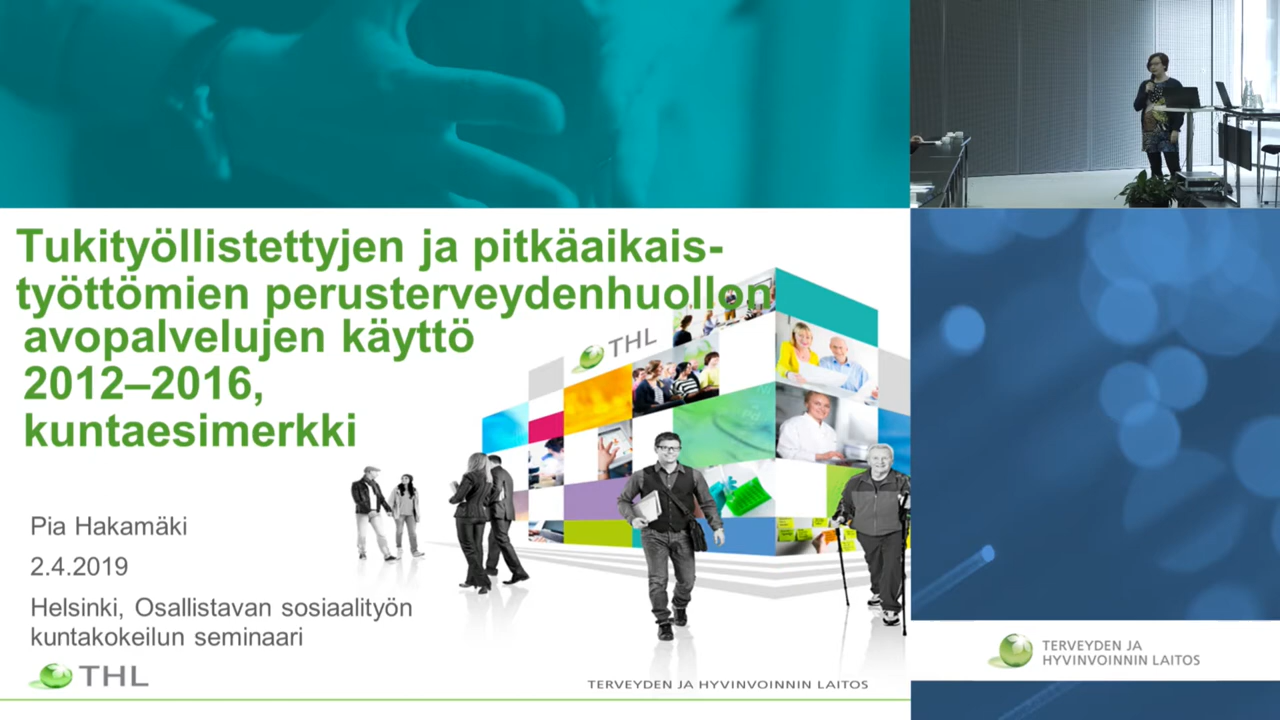 Tukityöllistettyjen ja pitkäaikais-
työttömien perusterveydenhuollon
avopalvelujen käyttö
2012–2016,
kuntaesimerkki
THL
Pia Hakamäki
2.4.2019
Helsinki, Osallistavan sosiaalityön
kuntakokeilun seminaari
THL
TERVEYDEN JA HYVINVOINNIN LAITOS
TERVEYDEN JA
HYVINVOINNIN LAITOS